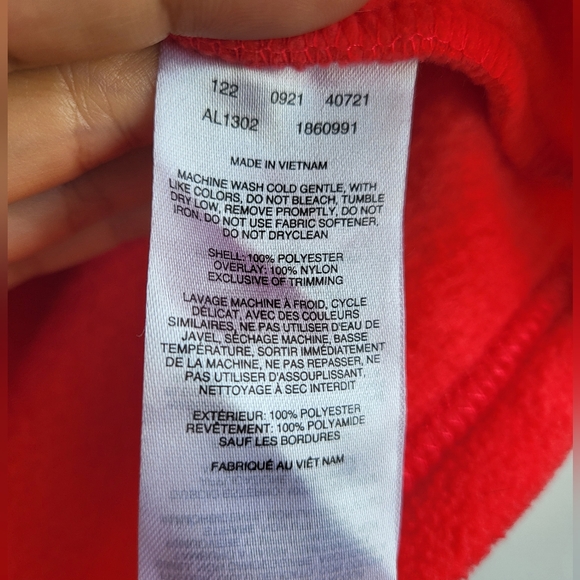 122 0921 40721
AL1302 1860991
MADE IN VIETNAM
MACHINE WASH COLD GENTLE, WITH
LIKE COLORS, DO NOT BLEACH, TUMBLE
DRY LOW, REMOVE PROMPTLY, DO NOT
IRON, DO NOT USE FABRIC SOFTENER,
DO NOT DRYCLEAN
SHELL: 100% POLYESTER
OVERLAY: 100% NYLON
EXCLUSIVE OF TRIMMING
LAVAGE MACHINE À FROID, CYCLE
DÉLICAT, AVEC DES COULEURS
SIMILAIRES, NE PAS UTILISER D'EAU DE
JAVEL, SÉCHAGE MACHINE, BASSE
TEMPÉRATURE, SORTIR IMMÉDIATEMENT
DE LA MACHINE, NE PAS REPASSER, NE
PAS UTILISER D'ASSOUPLISSANT,
NETTOYAGE À SEC INTERDIT
EXTÉRIEUR: 100% POLYESTER
REVÊTEMENT: 100% POLYAMIDE
SAUF LES BORDURES
FABRIQUÉ AU VIÊT NAM